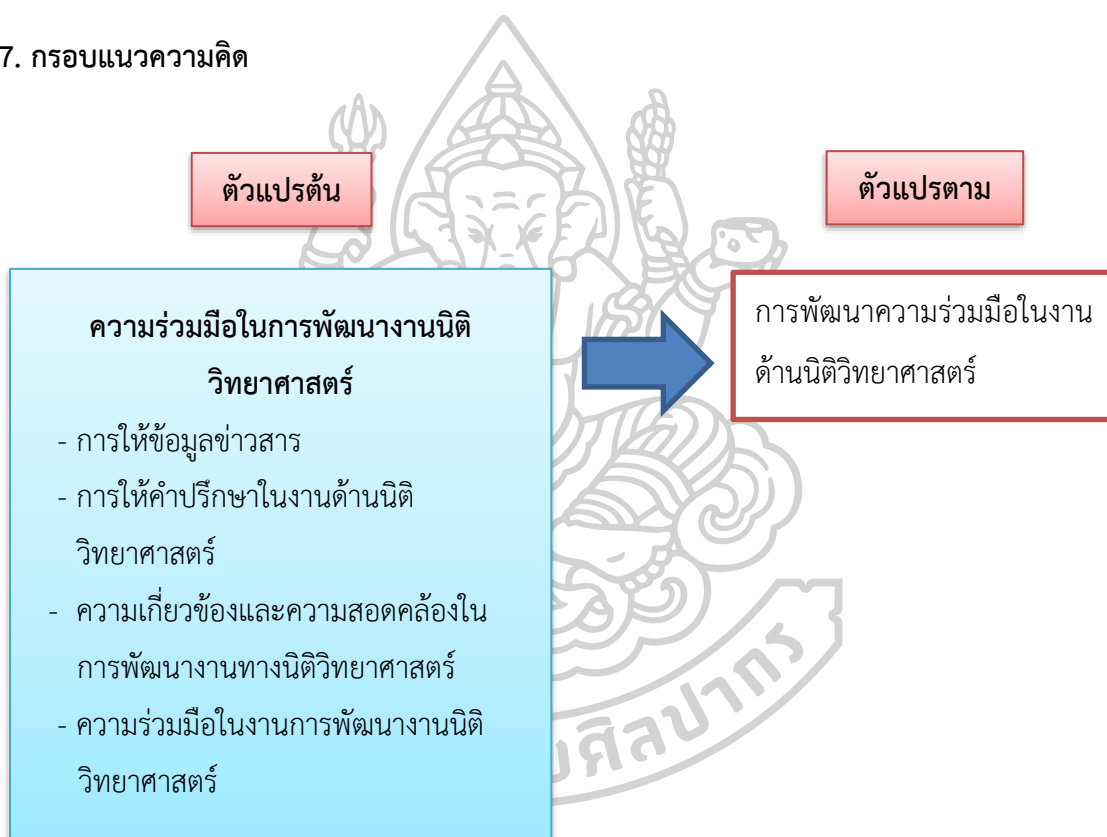 7. กรอบแนวความคิด
ตัวแปรต้น
ตัวแปรตาม
ความร่วมมือในการพัฒนางานนิติ
วิทยาศาสตร์
- การให้ข้อมูลข่าวสาร
- การให้คำปรึกษาในงานด้านนิติ
วิทยาศาสตร์
- ความเกี่ยวข้องและความสอดคล้องใน
การพัฒนางานทางนิติวิทยาศาสตร์
- ความร่วมมือในงานการพัฒนางานนิติ
วิทยาศาสตร์
การพัฒนาความร่วมมือในงาน
ด้านนิติวิทยาศาสตร์
ศิลปากร